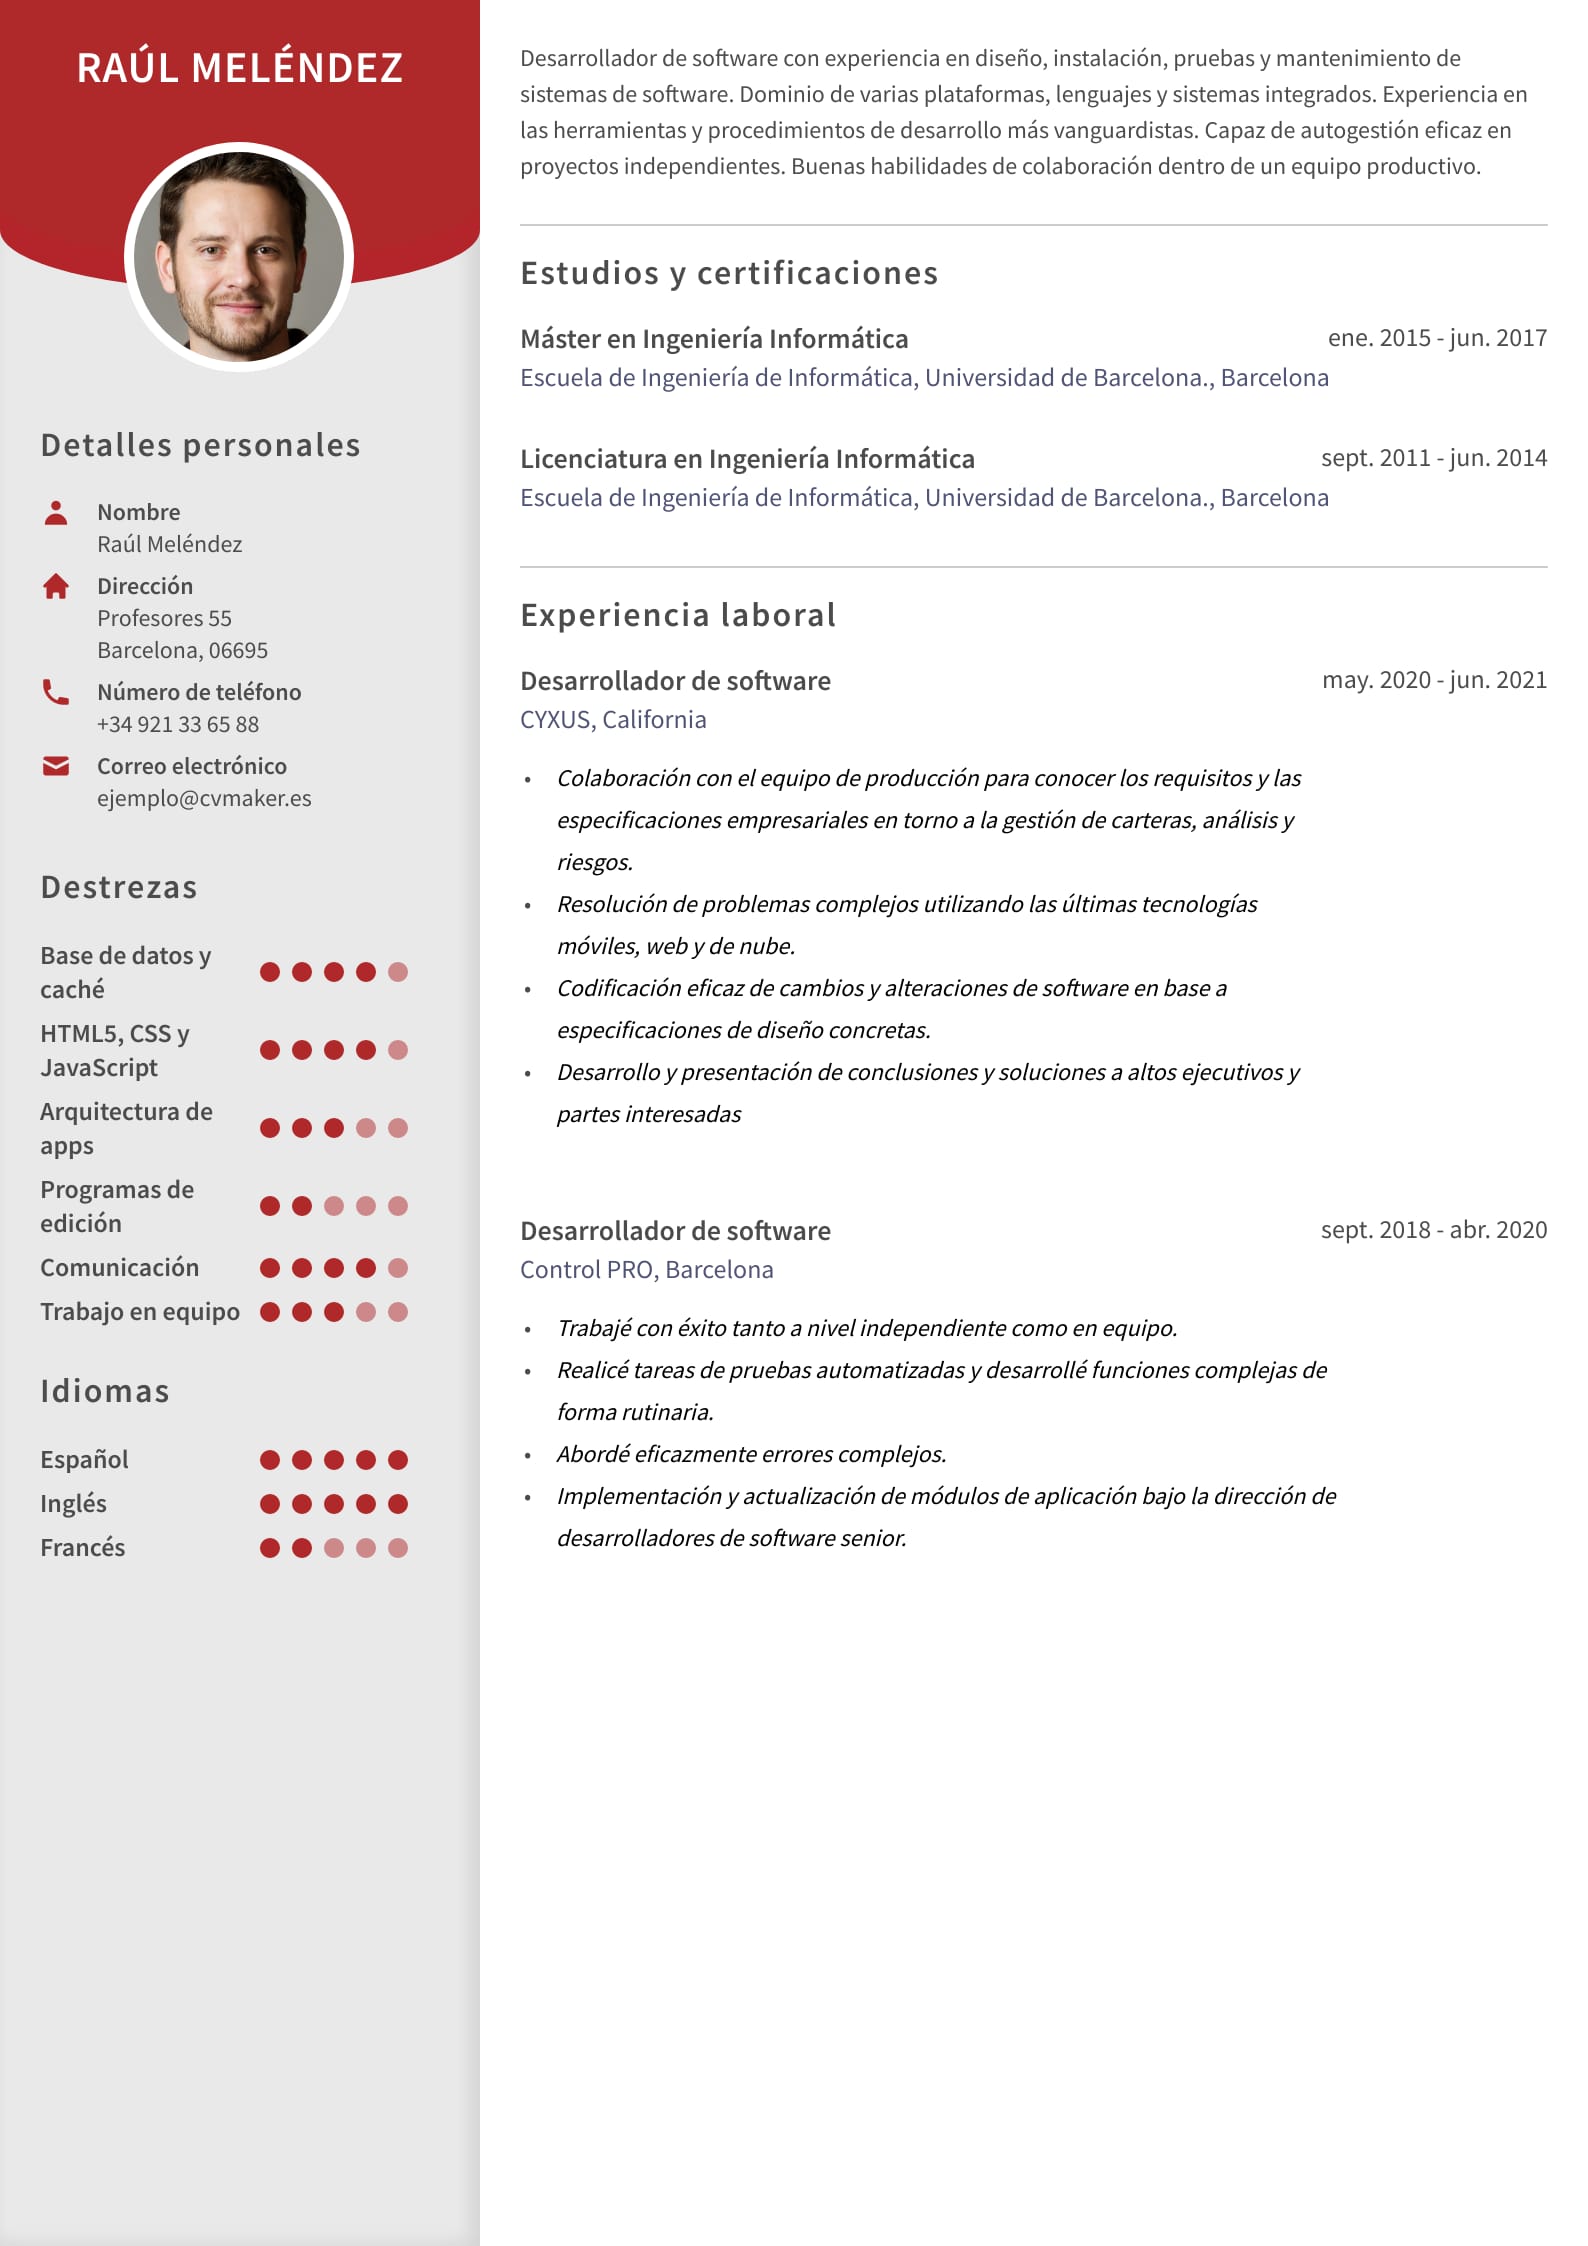 RAÚL MELÉNDEZ
Detalles personales
Nombre
Raúl Meléndez
Dirección
Profesores 55
Barcelona, 06695
Número de teléfono
+34 921 33 65 88
Correo electrónico
ejemplo@cvmaker.es
Destrezas
Base de datos y
caché
HTML5, CSS y
JavaScript
Arquitectura de
apps
Programas de
edición
Comunicación
Trabajo en equipo
Idiomas
Español
Inglés
Francés
Desarrollador de software con experiencia en diseño, instalación, pruebas y mantenimiento de
sistemas de software. Dominio de varias plataformas, lenguajes y sistemas integrados. Experiencia en
las herramientas y procedimientos de desarrollo más vanguardistas. Capaz de autogestión eficaz en
proyectos independientes. Buenas habilidades de colaboración dentro de un equipo productivo.
Estudios y certificaciones
Máster en Ingeniería Informática ene. 2015 - jun. 2017
Escuela de Ingeniería de Informática, Universidad de Barcelona., Barcelona
Licenciatura en Ingeniería Informática sept. 2011 - jun. 2014
Escuela de Ingeniería de Informática, Universidad de Barcelona., Barcelona
Experiencia laboral
Desarrollador de software may. 2020 - jun. 2021
CYXUS, California
• Colaboración con el equipo de producción para conocer los requisitos y las
especificaciones empresariales en torno a la gestión de carteras, análisis y
riesgos.
• Resolución de problemas complejos utilizando las últimas tecnologías
móviles, web y de nube.
• Codificación eficaz de cambios y alteraciones de software en base a
especificaciones de diseño concretas.
• Desarrollo y presentación de conclusiones y soluciones a altos ejecutivos y
partes interesadas
Desarrollador de software sept. 2018 - abr. 2020
Control PRO, Barcelona
• Trabajé con éxito tanto a nivel independiente como en equipo.
• Realicé tareas de pruebas automatizadas y desarrollé funciones complejas de
forma rutinaria.
• Abordé eficazmente errores complejos.
• Implementación y actualización de módulos de aplicación bajo la dirección de
desarrolladores de software senior.